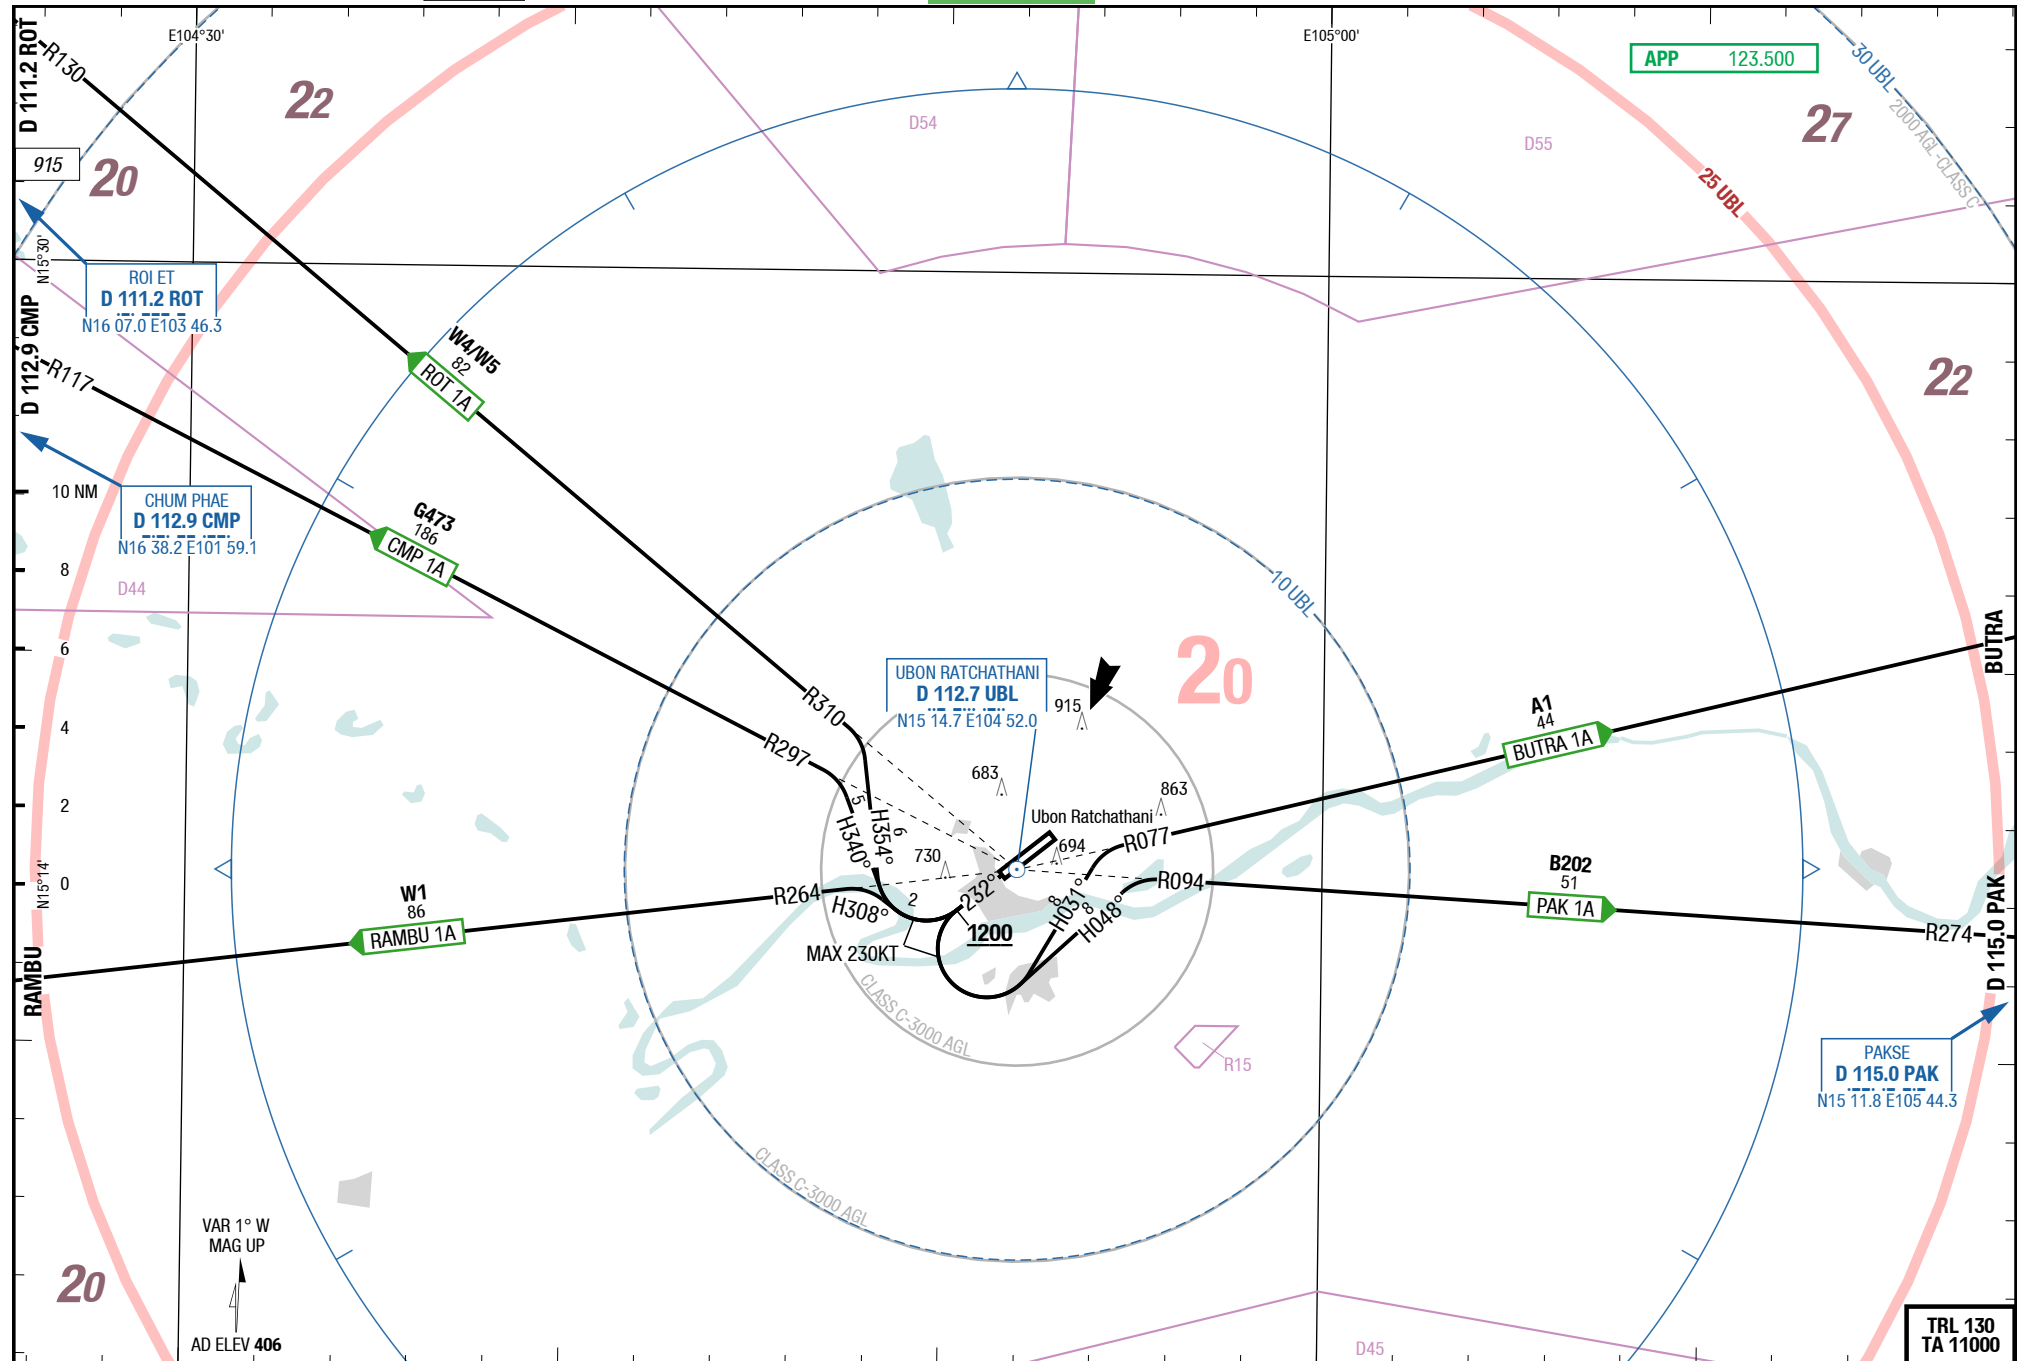 D 111.2 ROT
R130
E104°30'
E105°00'
30 UBL
APP 123.500
22
27
2000 AGL-CLASS C
D54
D55
915
20
25 UBL
N15°30'
ROI ET
D 111.2 ROT
N16 07.0 E103 46.3
D 112.9 CMP
R117
W4/W5
82
ROT 1A
22
10 NM
CHUM PHAE
D 112.9 CMP
N16 38.2 E101 59.1
G473
186
CMP 1A
8
D44
10 UBL
6
BUTRA
20
UBON RATCHATHANI
D 112.7 UBL
N15 14.7 E104 52.0
915
R310
R297
4
A1
44
BUTRA 1A
683
863
2
5
H340°
6
H354°
Ubon Ratchathani
R077
694
730
N15°14'
0
W1
86
RAMBU 1A
R264
H308°
2
232°
1200
8
H031°
8
H048°
R094
B202
51
PAK 1A
R274
D 115.0 PAK
MAX 230KT
RAMBU
CLASS C-3000 AGL
R15
PAKSE
D 115.0 PAK
N15 11.8 E105 44.3
CLASS C-3000 AGL
VAR 1° W
MAG UP
20
AD ELEV 406
D45
TRL 130
TA 11000